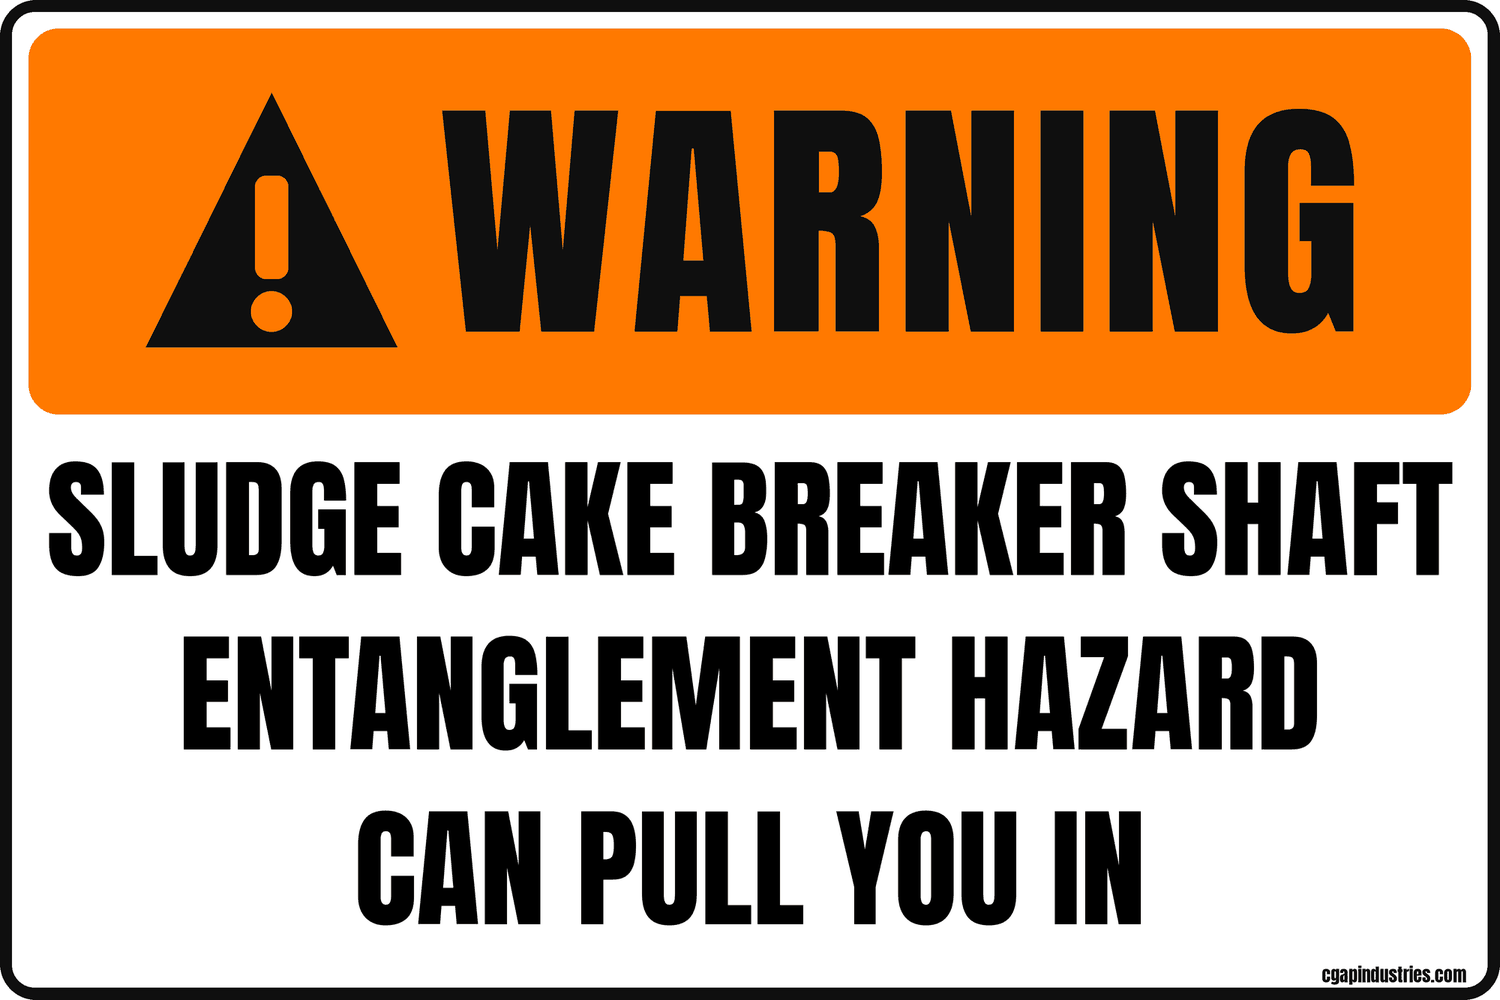 WARNING
SLUDGE CAKE BREAKER SHAFT
ENTANGLEMENT HAZARD
CAN PULL YOU IN
cgapindustries.com